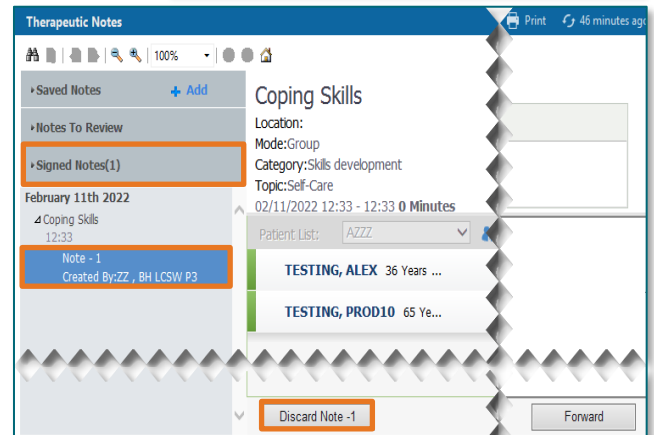 Therapeutic Notes
Print 46 minutes ago
100%
Saved Notes Add
Notes To Review
Signed Notes(1)
February 11th 2022
Coping Skills
12:33
Note - 1
Created By:ZZ , BH LCSW P3
Coping Skills
Location:
Mode:Group
Category:Skills development
Topic:Self-Care
02/11/2022 12:33 - 12:33 0 Minutes
Patient List: AZZZ
TESTING, ALEX 36 Years ...
TESTING, PROD10 65 Ye...
Discard Note -1
Forward